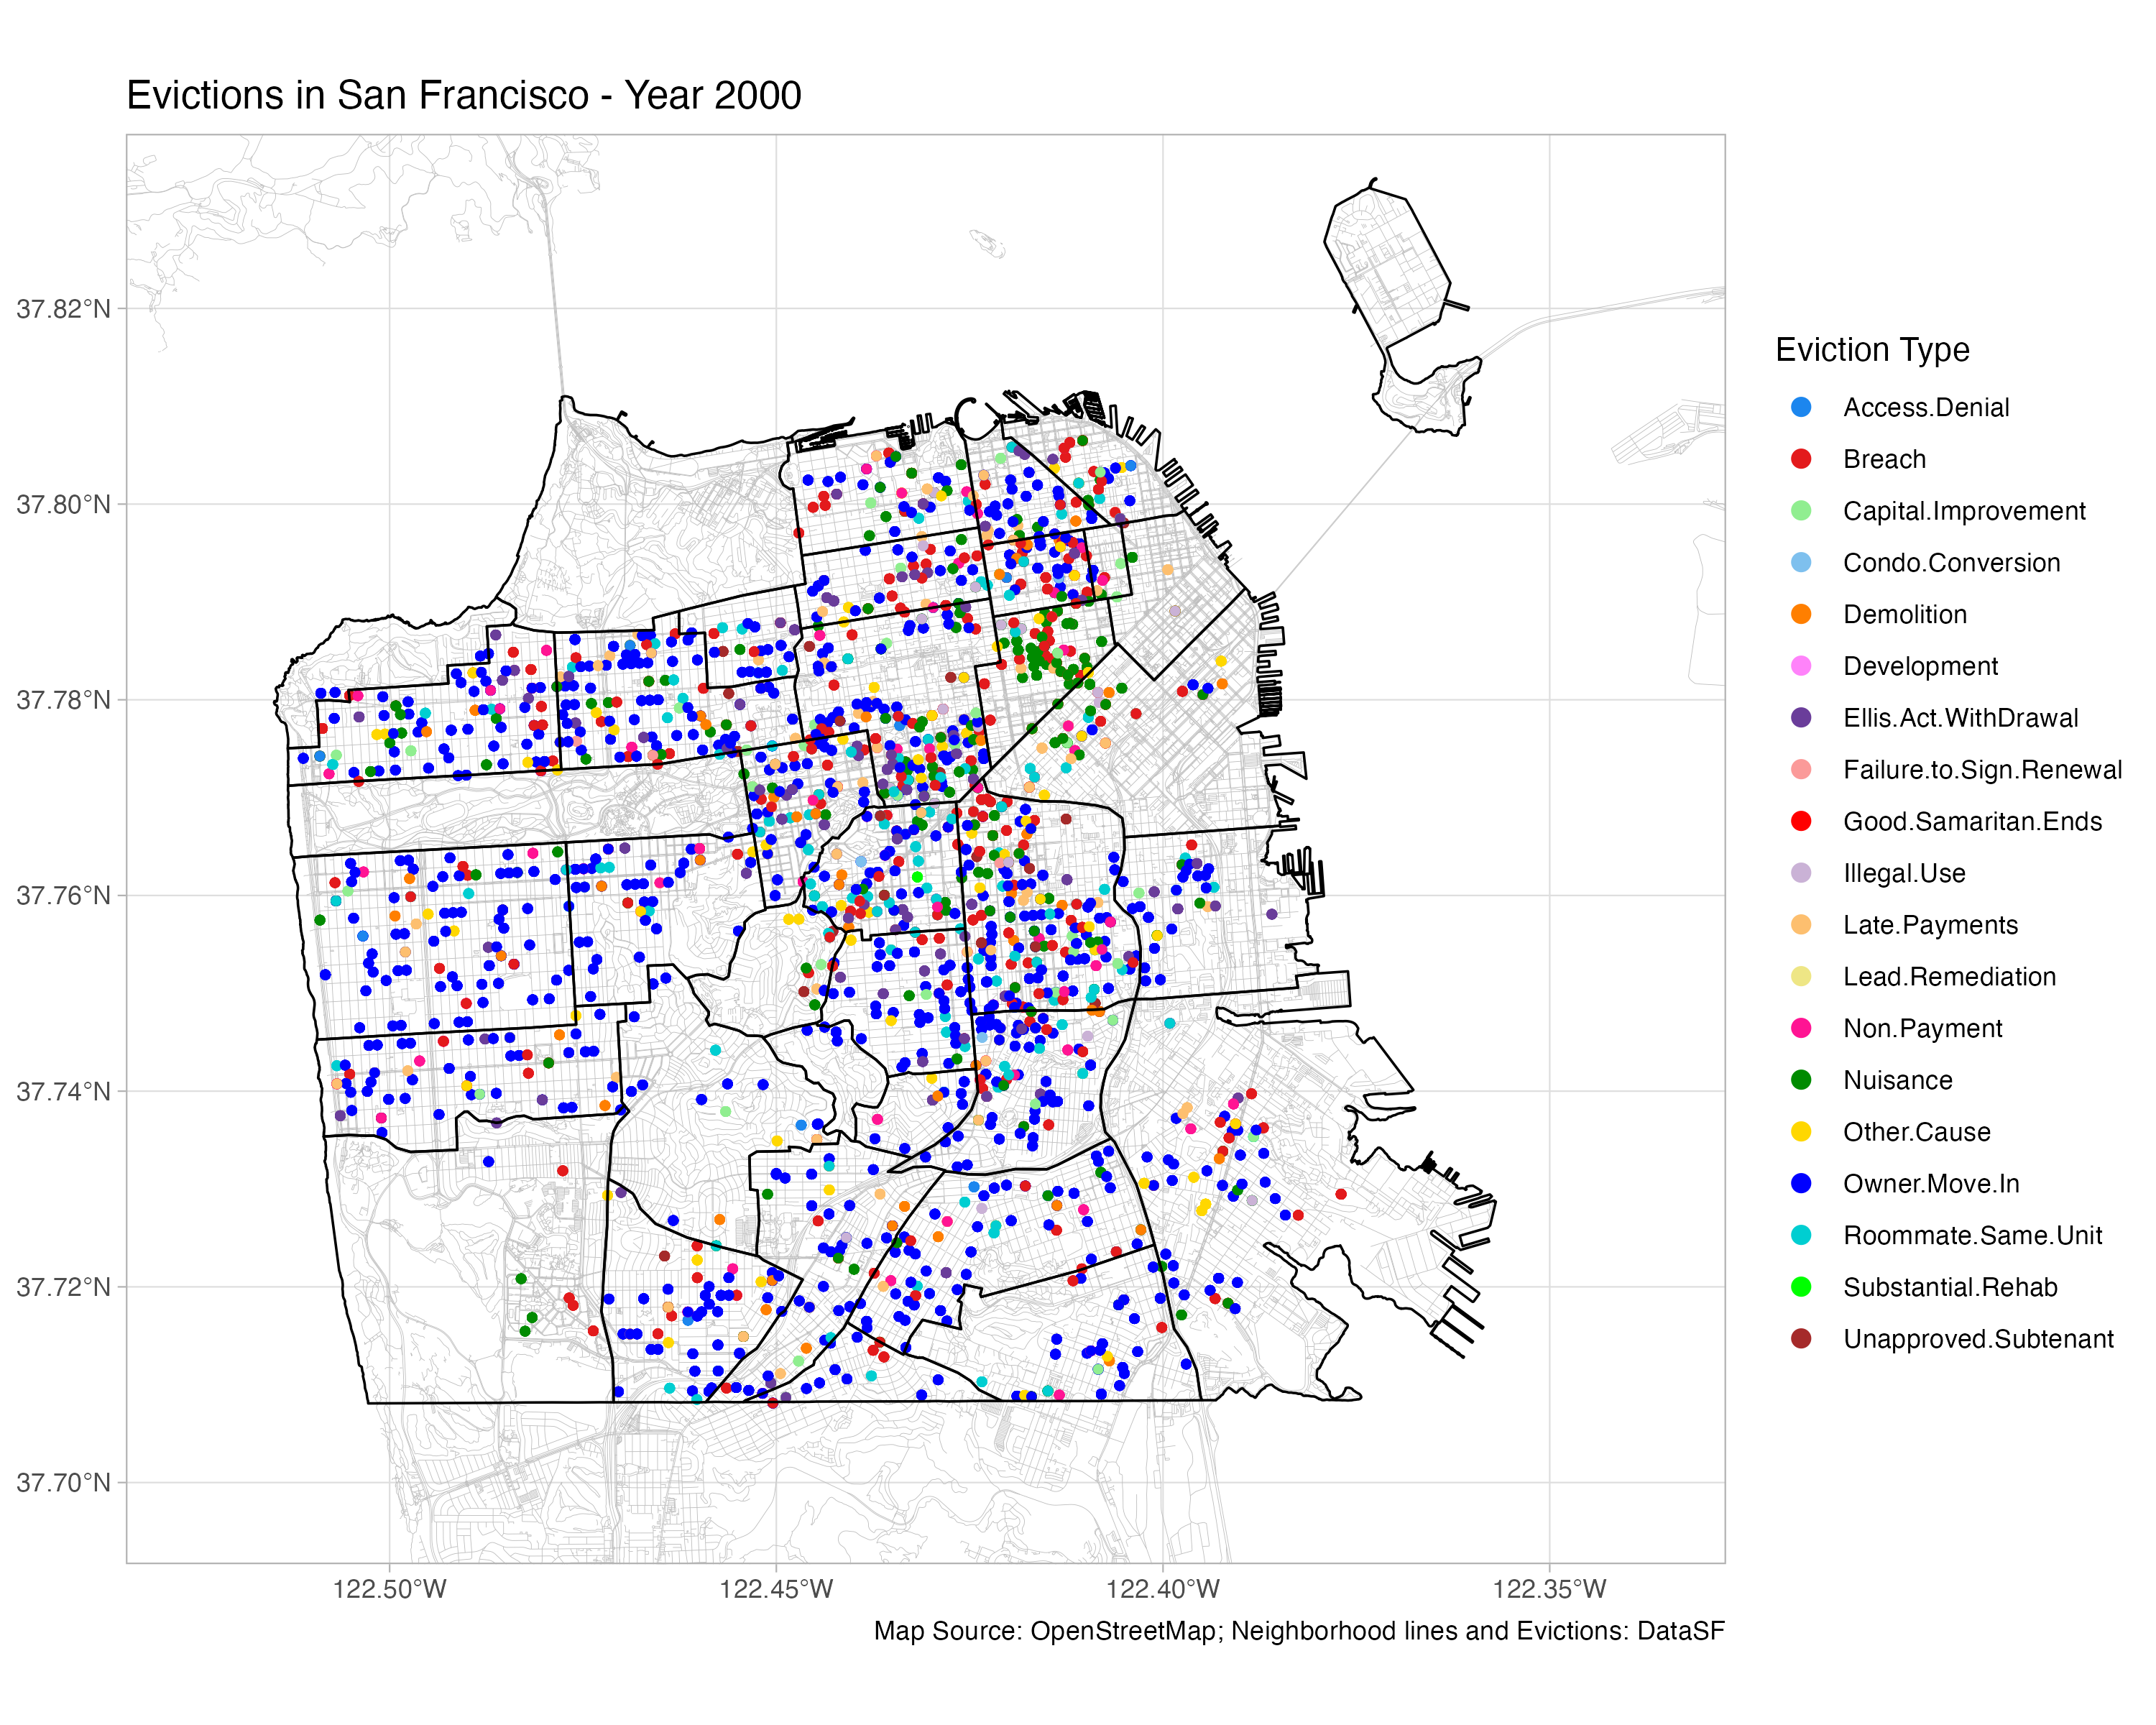 Evictions in San Francisco - Year 2000
37.82°N
37.80°N
37.78°N
37.76°N
37.74°N
37.72°N
37.70°N
122.50°W
122.45°W
122.40°W
122.35°W
Eviction Type
Access.Denial
Breach
Capital.Improvement
Condo.Conversion
Demolition
Development
Ellis.Act.WithDrawal
Failure.to.Sign.Renewal
Good.Samaritan.Ends
Illegal.Use
Late.Payments
Lead.Remediation
Non.Payment
Nuisance
Other.Cause
Owner.Move.In
Roommate.Same.Unit
Substantial.Rehab
Unapproved.Subtenant
Map Source: OpenStreetMap; Neighborhood lines and Evictions: DataSF